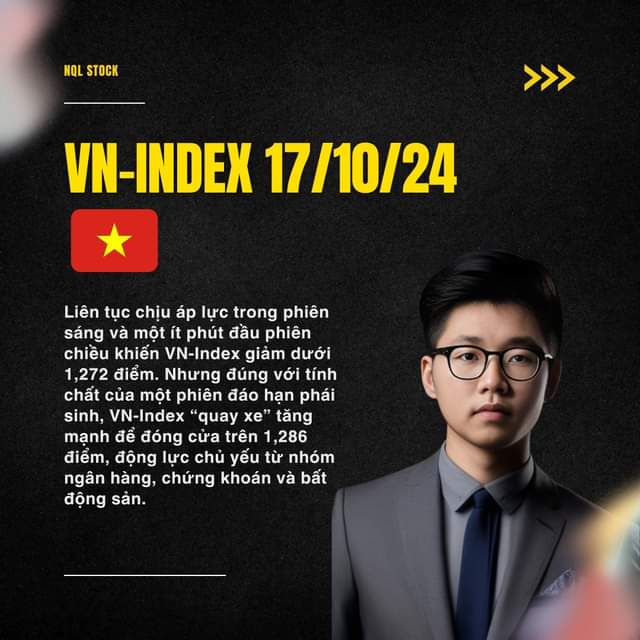 NQL STOCK
VN-INDEX 17/10/24
Liên tục chịu áp lực trong phiên
sáng và một ít phút đầu phiên
chiều khiến VN-Index giảm dưới
1,272 điểm. Nhưng đúng với tính
chất của một phiên đáo hạn phái
sinh, VN-Index “quay xe” tăng
mạnh để đóng cửa trên 1,286
điểm, động lực chủ yếu từ nhóm
ngân hàng, chứng khoán và bất
động sản.